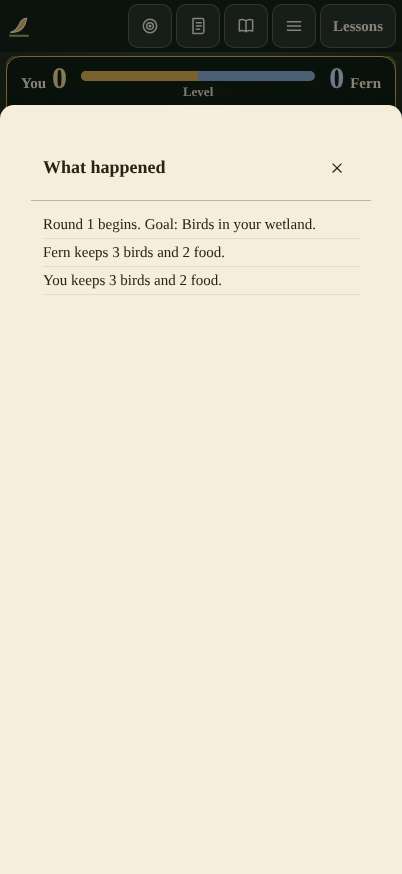 Lessons
You 0
0 Fern
Level
What happened
Round 1 begins. Goal: Birds in your wetland.
Fern keeps 3 birds and 2 food.
You keeps 3 birds and 2 food.